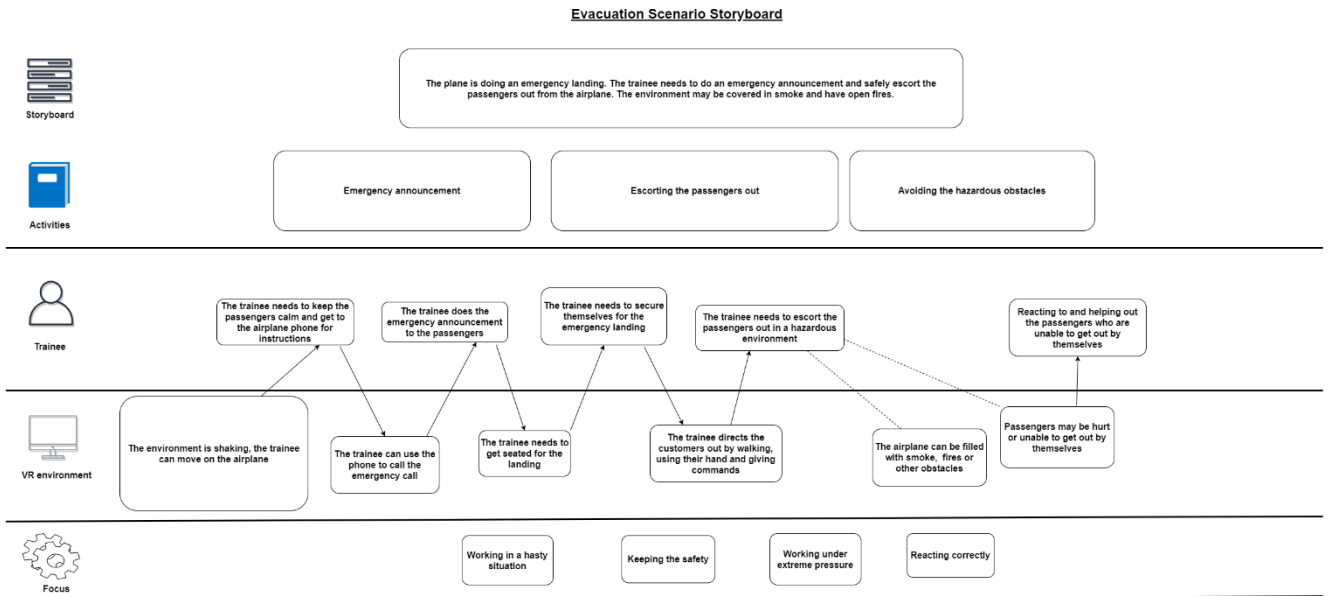 Evacuation Scenario Storyboard
The plane is doing an emergency landing. The trainee needs to do an emergency announcement and safely escort the
passengers out from the airplane. The environment may be covered in smoke and have open fires.
Storyboard
Emergency announcement
Escorting the passengers out
Avoiding the hazardous obstacles
Activities
The trainee needs to keep the
passengers calm and get to
the airplane phone for
instructions
The trainee does the
emergency announcement
to the passengers
The trainee needs to secure
themselves for the
emergency landing
The trainee needs to escort the
passengers out in a hazardous
environment
Reacting to and helping out
the passengers who are
unable to get out by
themselves
Trainee
The environment is shaking, the trainee
can move on the airplane
The trainee can use the
phone to call the
emergency call
The trainee needs to
get seated for the
landing
The trainee directs the
customers out by walking,
using their hand and giving
commands
The airplane can be filled
with smoke, fires or
other obstacles
Passengers may be hurt
or unable to get out by
themselves
VR environment
Working in a hasty
situation
Keeping the safety
Working under
extreme pressure
Reacting correctly
Focus